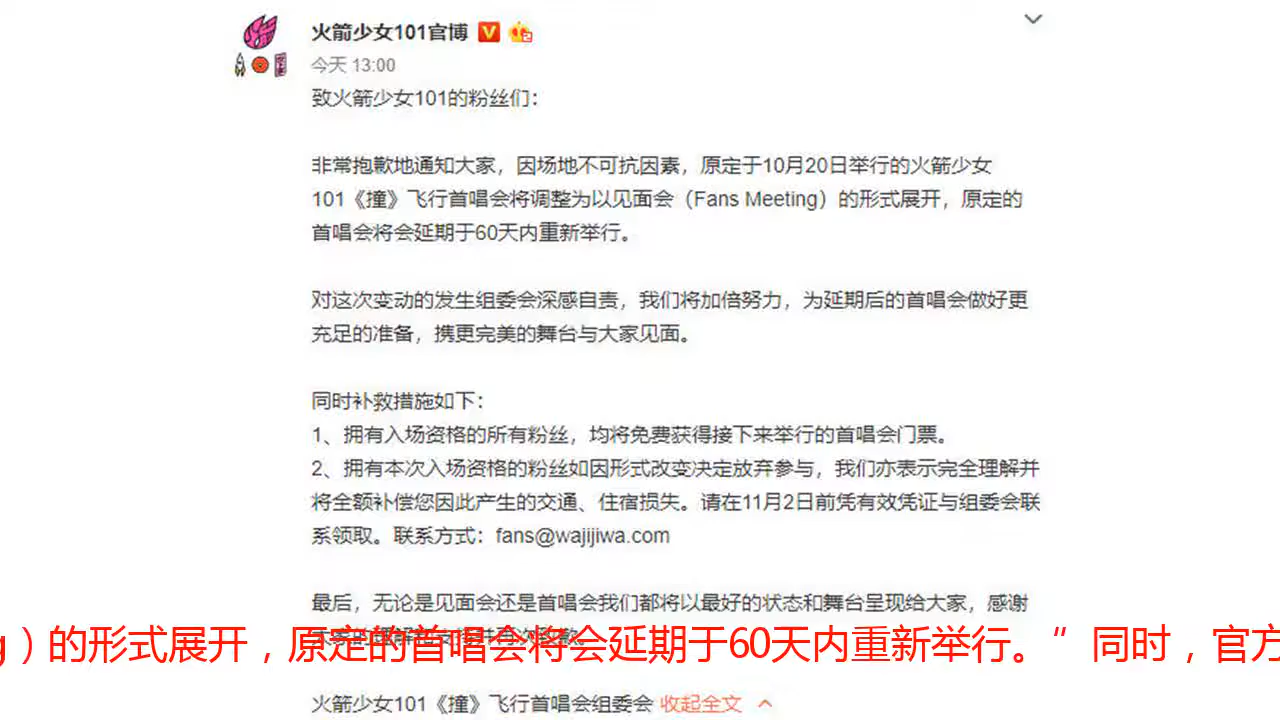 火箭少女101官博
今天 13:00
致火箭少女101的粉丝们：
非常抱歉地通知大家，因场地不可抗因素，原定于10月20日举行的火箭少女
101《撞》飞行首唱会将调整为以见面会（Fans Meeting）的形式展开，原定的
首唱会将会延期于60天内重新举行。
对这次变动的发生组委会深感自责，我们将加倍努力，为延期后的首唱会做好更
充足的准备，携更完美的舞台与大家见面。
同时补救措施如下：
1、拥有入场资格的所有粉丝，均将免费获得接下来举行的首唱会门票。
2、拥有本次入场资格的粉丝如因形式改变决定放弃参与，我们亦表示完全理解并
将全额补偿您因此产生的交通、住宿损失。请在11月2日前凭有效凭证与组委会联
系领取。联系方式：fans@wajijiwa.com
最后，无论是见面会还是首唱会我们都将以最好的状态和舞台呈现给大家，感谢
g）的形式展开，原定的首唱会将会延期于60天内重新举行。“ 同时，官方
火箭少女101《撞》飞行首唱会组委会 收起全文